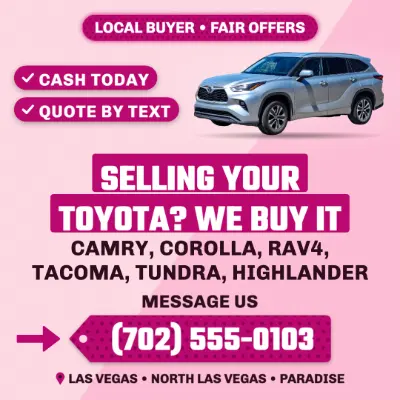 LOCAL BUYER • FAIR OFFERS
✓ CASH TODAY
✓ QUOTE BY TEXT
SELLING YOUR
TOYOTA? WE BUY IT
CAMRY, COROLLA, RAV4,
TACOMA, TUNDRA, HIGHLANDER
MESSAGE US
(702) 555-0103
LAS VEGAS • NORTH LAS VEGAS • PARADISE